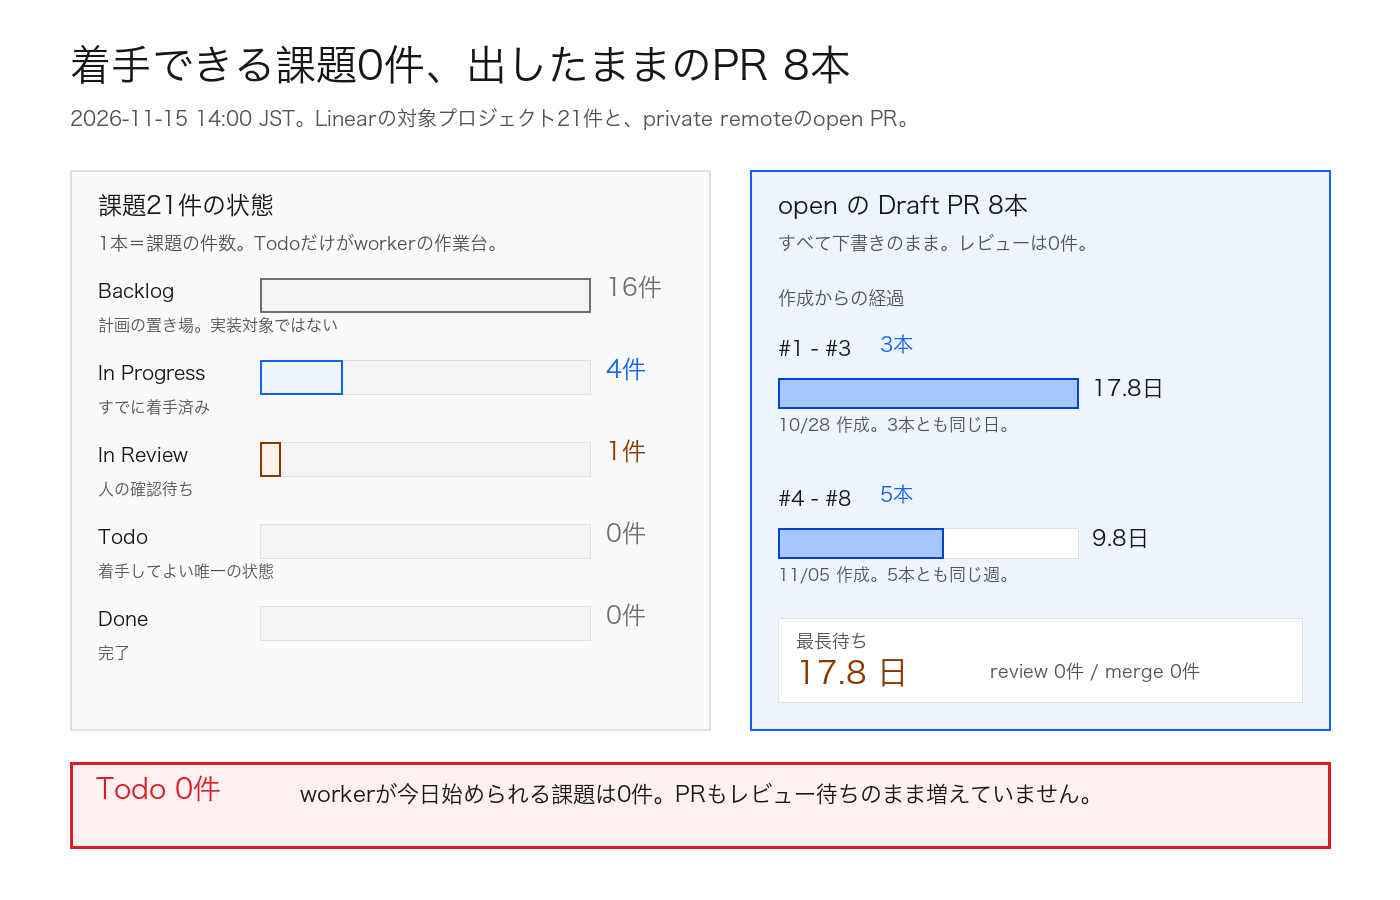 着手できる課題0件、出したままのPR 8本
2026-11-15 14:00 JST。Linearの対象プロジェクト21件と、private remoteのopen PR。
課題21件の状態
1本＝課題の件数。Todoだけがworkerの作業台。
Backlog
16件
計画の置き場。実装対象ではない
In Progress
4件
すでに着手済み
In Review
1件
人の確認待ち
Todo
0件
着手してよい唯一の状態
Done
0件
完了
open の Draft PR 8本
すべて下書きのまま。レビューは0件。
作成からの経過
#1 - #3 3本
17.8日
10/28 作成。3本とも同じ日。
#4 - #8 5本
9.8日
11/05 作成。5本とも同じ週。
最長待ち
17.8 日
review 0件 / merge 0件
Todo 0件
workerが今日始められる課題は0件。PRもレビュー待ちのまま増えていません。